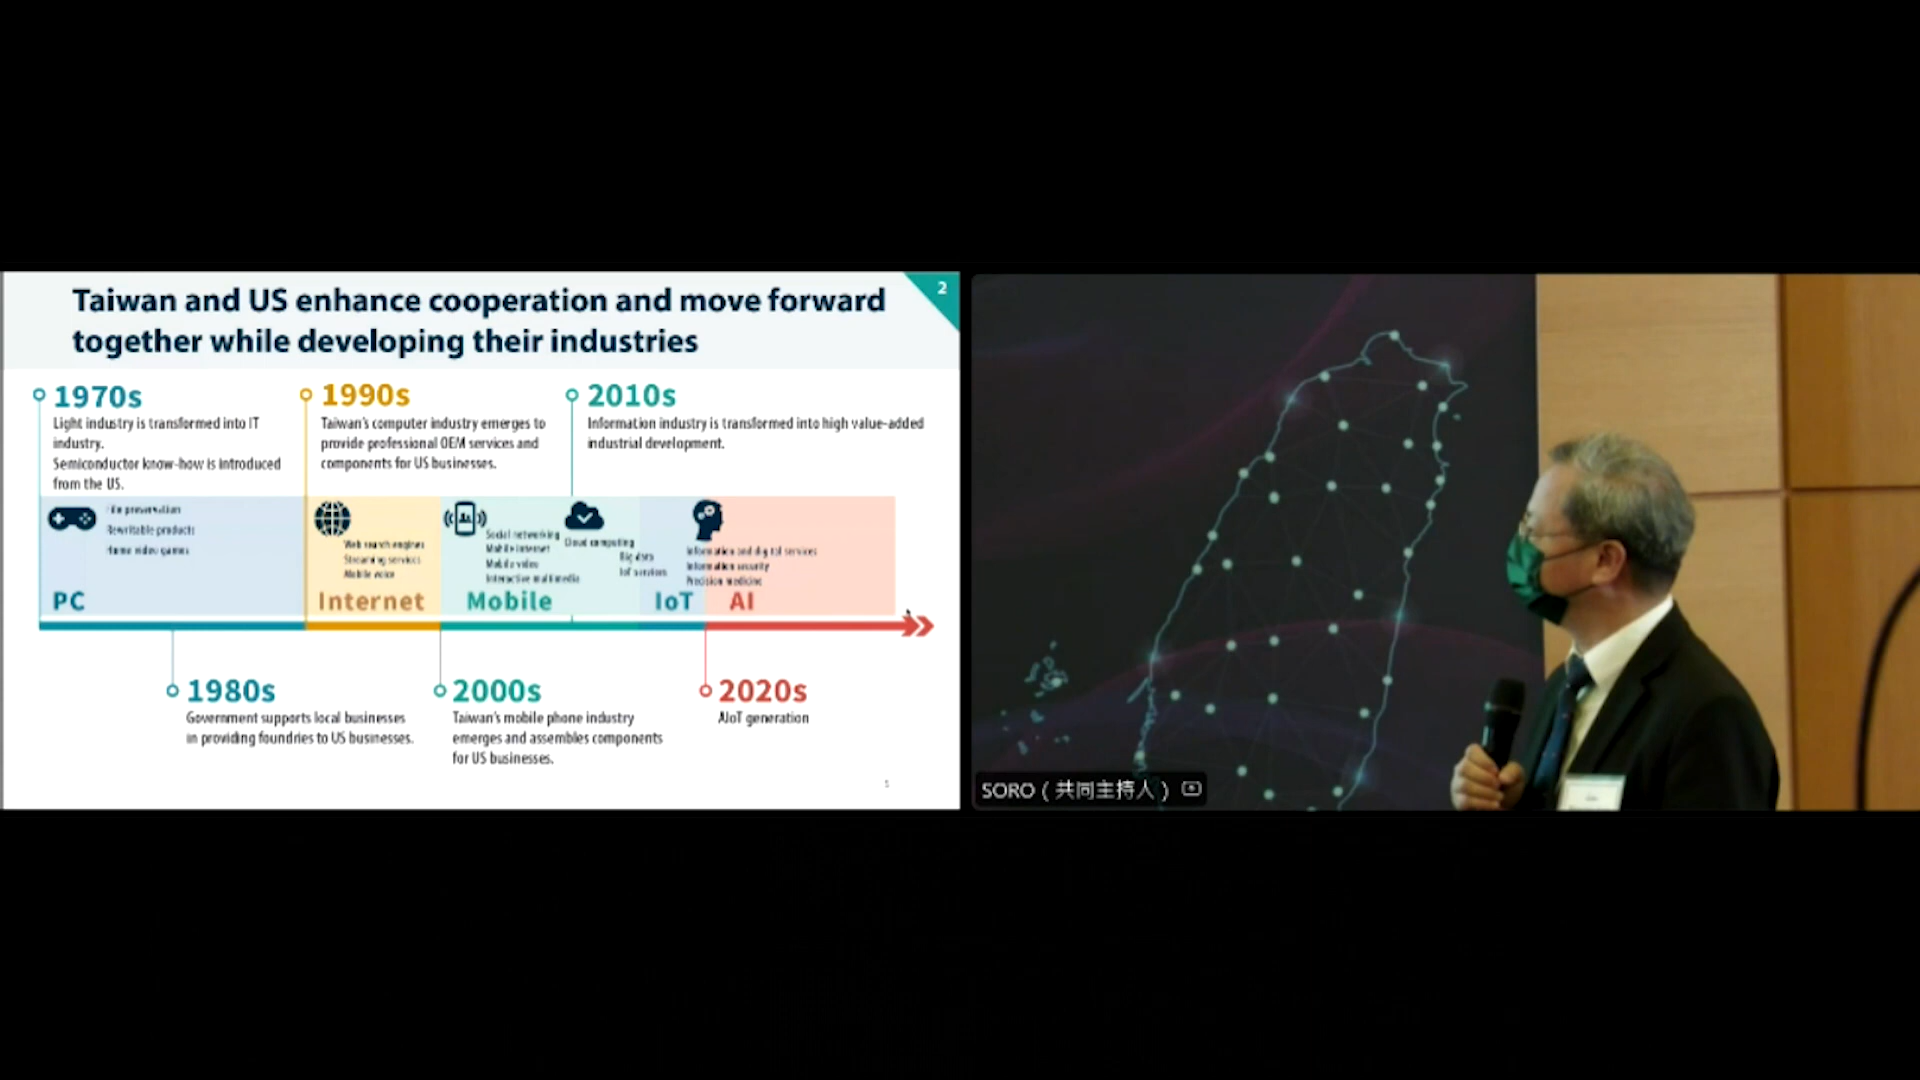 Taiwan and US enhance cooperation and move forward
together while developing their industries
2
1970s
Light industry is transformed into IT
industry.
Semiconductor know-how is introduced
from the US.
1990s
Taiwan's computer industry emerges to
provide professional OEM services and
components for US businesses.
2010s
Information industry is transformed into high value-added
industrial development.
File preservation
Rewritable products
Home video games
PC
Web search engines
Streaming services
Mobile voice
Internet
Social networking
Mobile internet
Mobile video
Interactive multimedia
Mobile
Cloud computing
Big data
IoT services
IoT
Information and digital services
Information security
Precision medicine
AI
1980s
Government supports local businesses
in providing foundries to US businesses.
2000s
Taiwan's mobile phone industry
emerges and assembles components
for US businesses.
2020s
AIoT generation
SORO ( 共同主持人 )